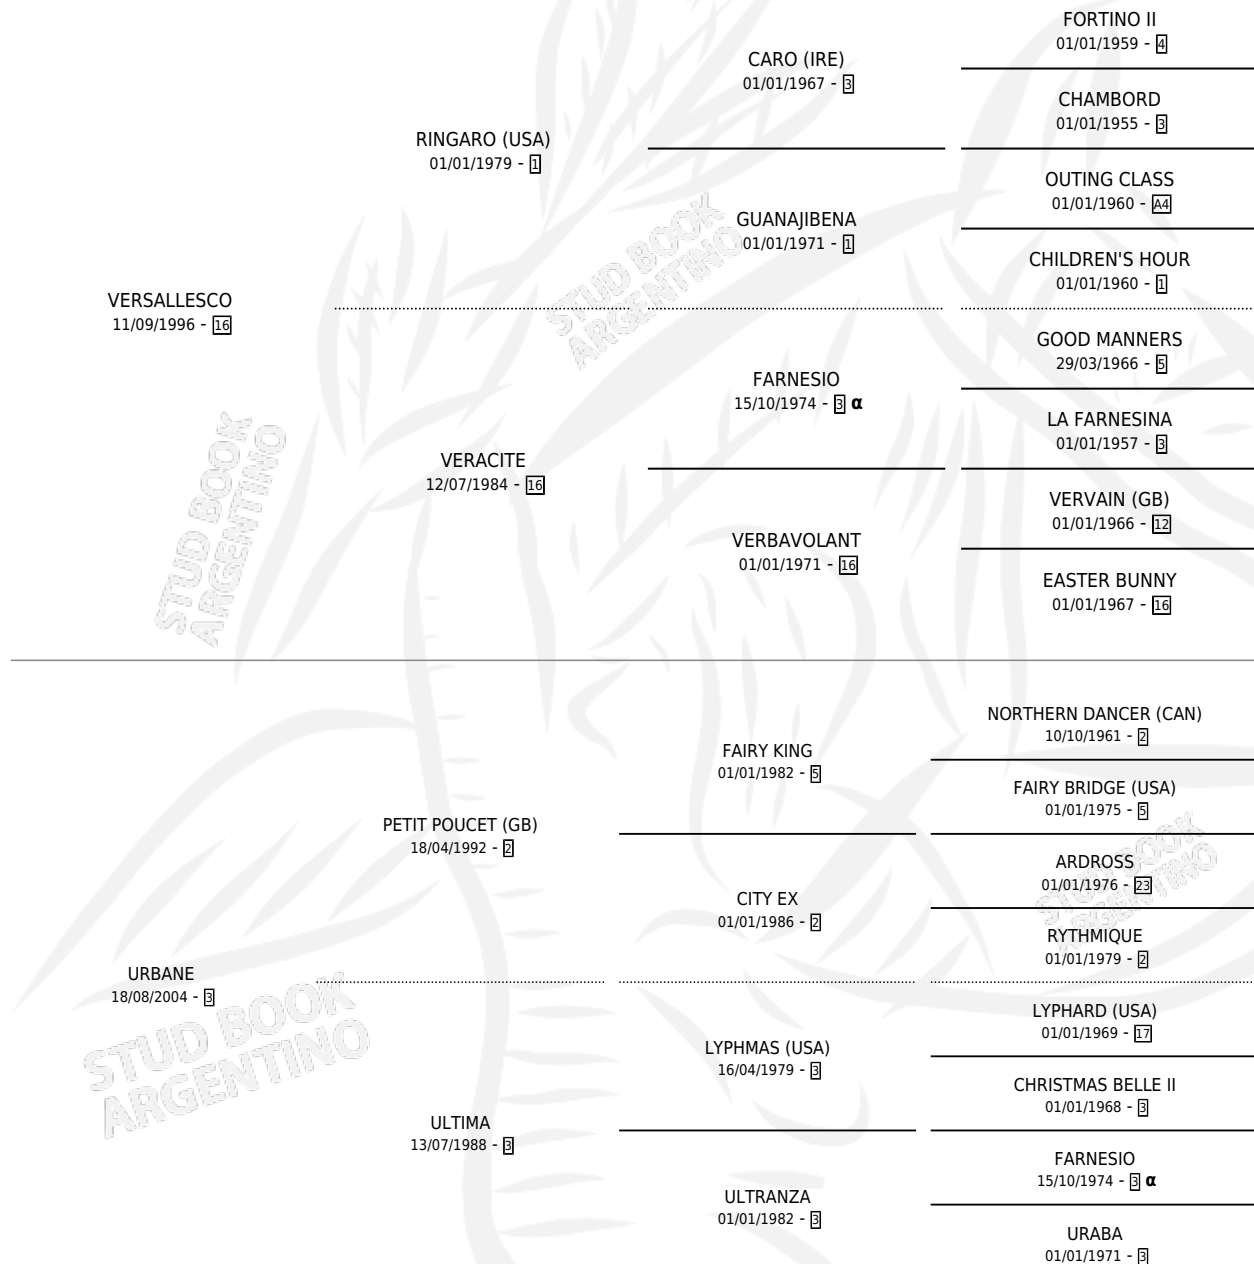 FORTINO II
01/01/1959 - 4
CARO (IRE)
01/01/1967 - 3
CHAMBORD
01/01/1955 - 3
RINGARO (USA)
01/01/1979 - 1
OUTING CLASS
01/01/1960 - A4
GUANAJIBENA
01/01/1971 - 1
CHILDREN'S HOUR
01/01/1960 - 1
VERSALLESCO
11/09/1996 - 16
GOOD MANNERS
29/03/1966 - 5
FARNESIO
15/10/1974 - 3 α
LA FARNESINA
01/01/1957 - 3
VERACITE
12/07/1984 - 16
VERVAIN (GB)
01/01/1966 - 12
VERBAVOLANT
01/01/1971 - 16
EASTER BUNNY
01/01/1967 - 16
NORTHERN DANCER (CAN)
10/10/1961 - 2
FAIRY KING
01/01/1982 - 5
FAIRY BRIDGE (USA)
01/01/1975 - 5
PETIT POUCET (GB)
18/04/1992 - 2
ARDROSS
01/01/1976 - 23
CITY EX
01/01/1986 - 2
RYTHMIQUE
01/01/1979 - 2
URBANE
18/08/2004 - 3
LYPHARD (USA)
01/01/1969 - 17
LYPHMAS (USA)
16/04/1979 - 3
CHRISTMAS BELLE II
01/01/1968 - 3
ULTIMA
13/07/1988 - 3
FARNESIO
15/10/1974 - 3 α
ULTRANZA
01/01/1982 - 3
URABA
01/01/1971 - 3
STUD BOOK
ARGENTINO
STUD BOOK
ARGENTINO
STUD BOOK
ARGENTINO
STUD BOOK
ARGENTINO